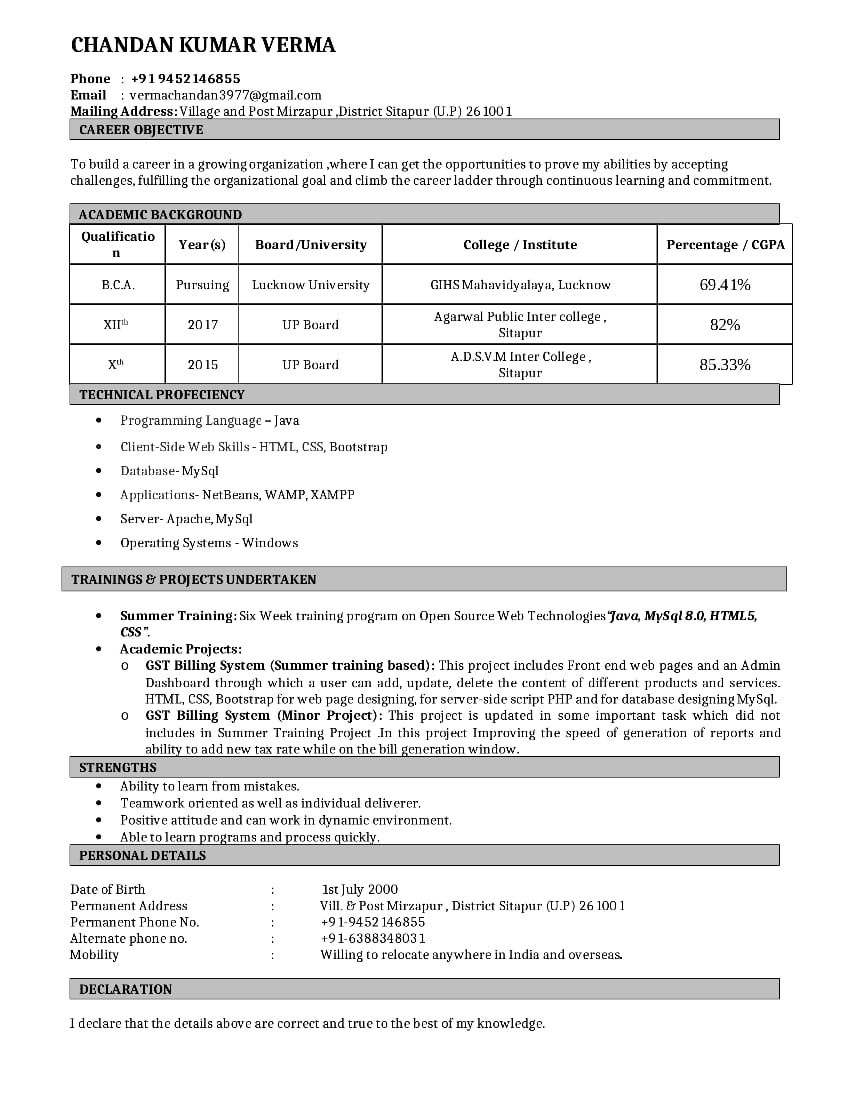 CHANDAN KUMAR VERMA
Phone : +91 9452146855
Email : vermachandan3977@gmail.com
Mailing Address: Village and Post Mirzapur ,District Sitapur (U.P) 261001
CAREER OBJECTIVE
To build a career in a growing organization ,where I can get the opportunities to prove my abilities by accepting
challenges, fulfilling the organizational goal and climb the career ladder through continuous learning and commitment.
ACADEMIC BACKGROUND
Qualificatio
n Year(s) Board/University College / Institute Percentage / CGPA
B.C.A. Pursuing Lucknow University GIHS Mahavidyalaya, Lucknow 69.41%
XIIth 2017 UP Board Agarwal Public Inter college ,
Sitapur 82%
Xth 2015 UP Board A.D.S.V.M Inter College ,
Sitapur 85.33%
TECHNICAL PROFECIENCY
• Programming Language – Java
• Client-Side Web Skills - HTML, CSS, Bootstrap
• Database- MySql
• Applications- NetBeans, WAMP, XAMPP
• Server- Apache, MySql
• Operating Systems - Windows
TRAININGS & PROJECTS UNDERTAKEN
• Summer Training: Six Week training program on Open Source Web Technologies“Java, MySql 8.0, HTML5,
CSS”.
• Academic Projects:
o GST Billing System (Summer training based): This project includes Front end web pages and an Admin
Dashboard through which a user can add, update, delete the content of different products and services.
HTML, CSS, Bootstrap for web page designing, for server-side script PHP and for database designing MySql.
o GST Billing System (Minor Project): This project is updated in some important task which did not
includes in Summer Training Project .In this project Improving the speed of generation of reports and
ability to add new tax rate while on the bill generation window.
STRENGTHS
• Ability to learn from mistakes.
• Teamwork oriented as well as individual deliverer.
• Positive attitude and can work in dynamic environment.
• Able to learn programs and process quickly.
PERSONAL DETAILS
Date of Birth : 1st July 2000
Permanent Address : Vill. & Post Mirzapur , District Sitapur (U.P) 261001
Permanent Phone No. : +91-9452146855
Alternate phone no. : +91-6388348031
Mobility : Willing to relocate anywhere in India and overseas.
DECLARATION
I declare that the details above are correct and true to the best of my knowledge.